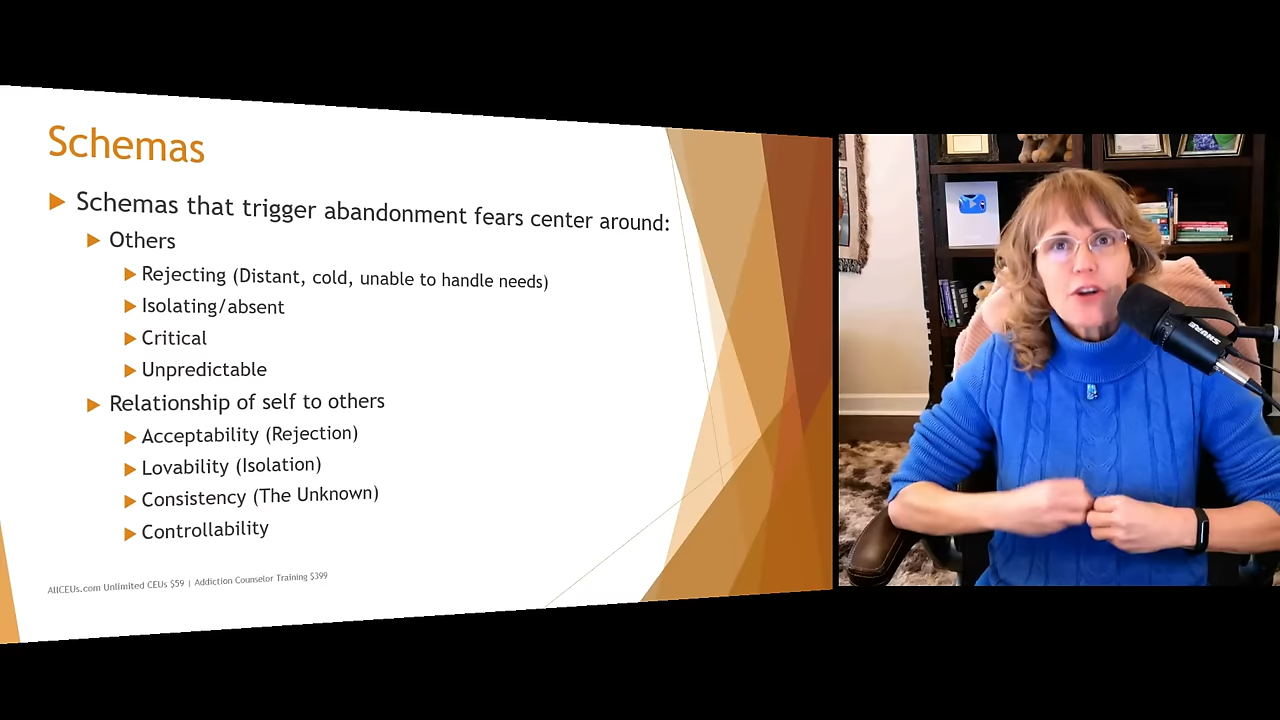 Schemas
Schemas that trigger abandonment fears center around:
Others
Rejecting (Distant, cold, unable to handle needs)
Isolating/absent
Critical
Unpredictable
Relationship of self to others
Acceptability (Rejection)
Lovability (Isolation)
Consistency (The Unknown)
Controllability
AllCEUs.com Unlimited CEUs $59 | Addiction Counselor Training $399
SHURE